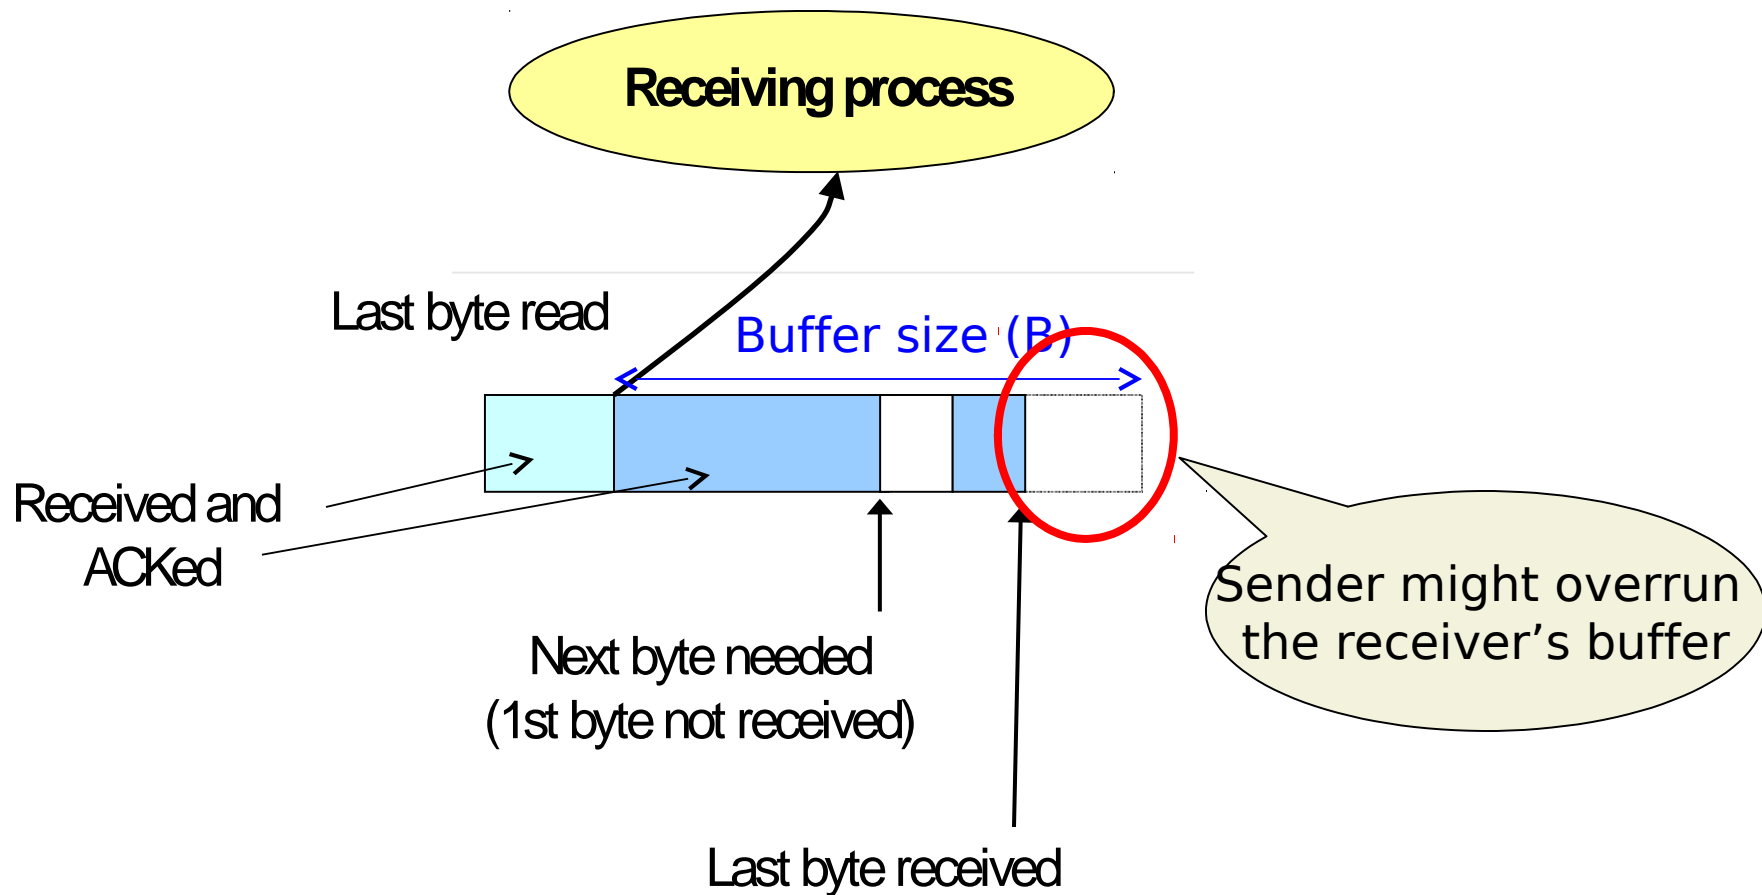 Receiving process
Last byte read
Buffer size (B)
Received and
ACKed
Sender might overrun
the receiver’s buffer
Next byte needed
(1st byte not received)
Last byte received